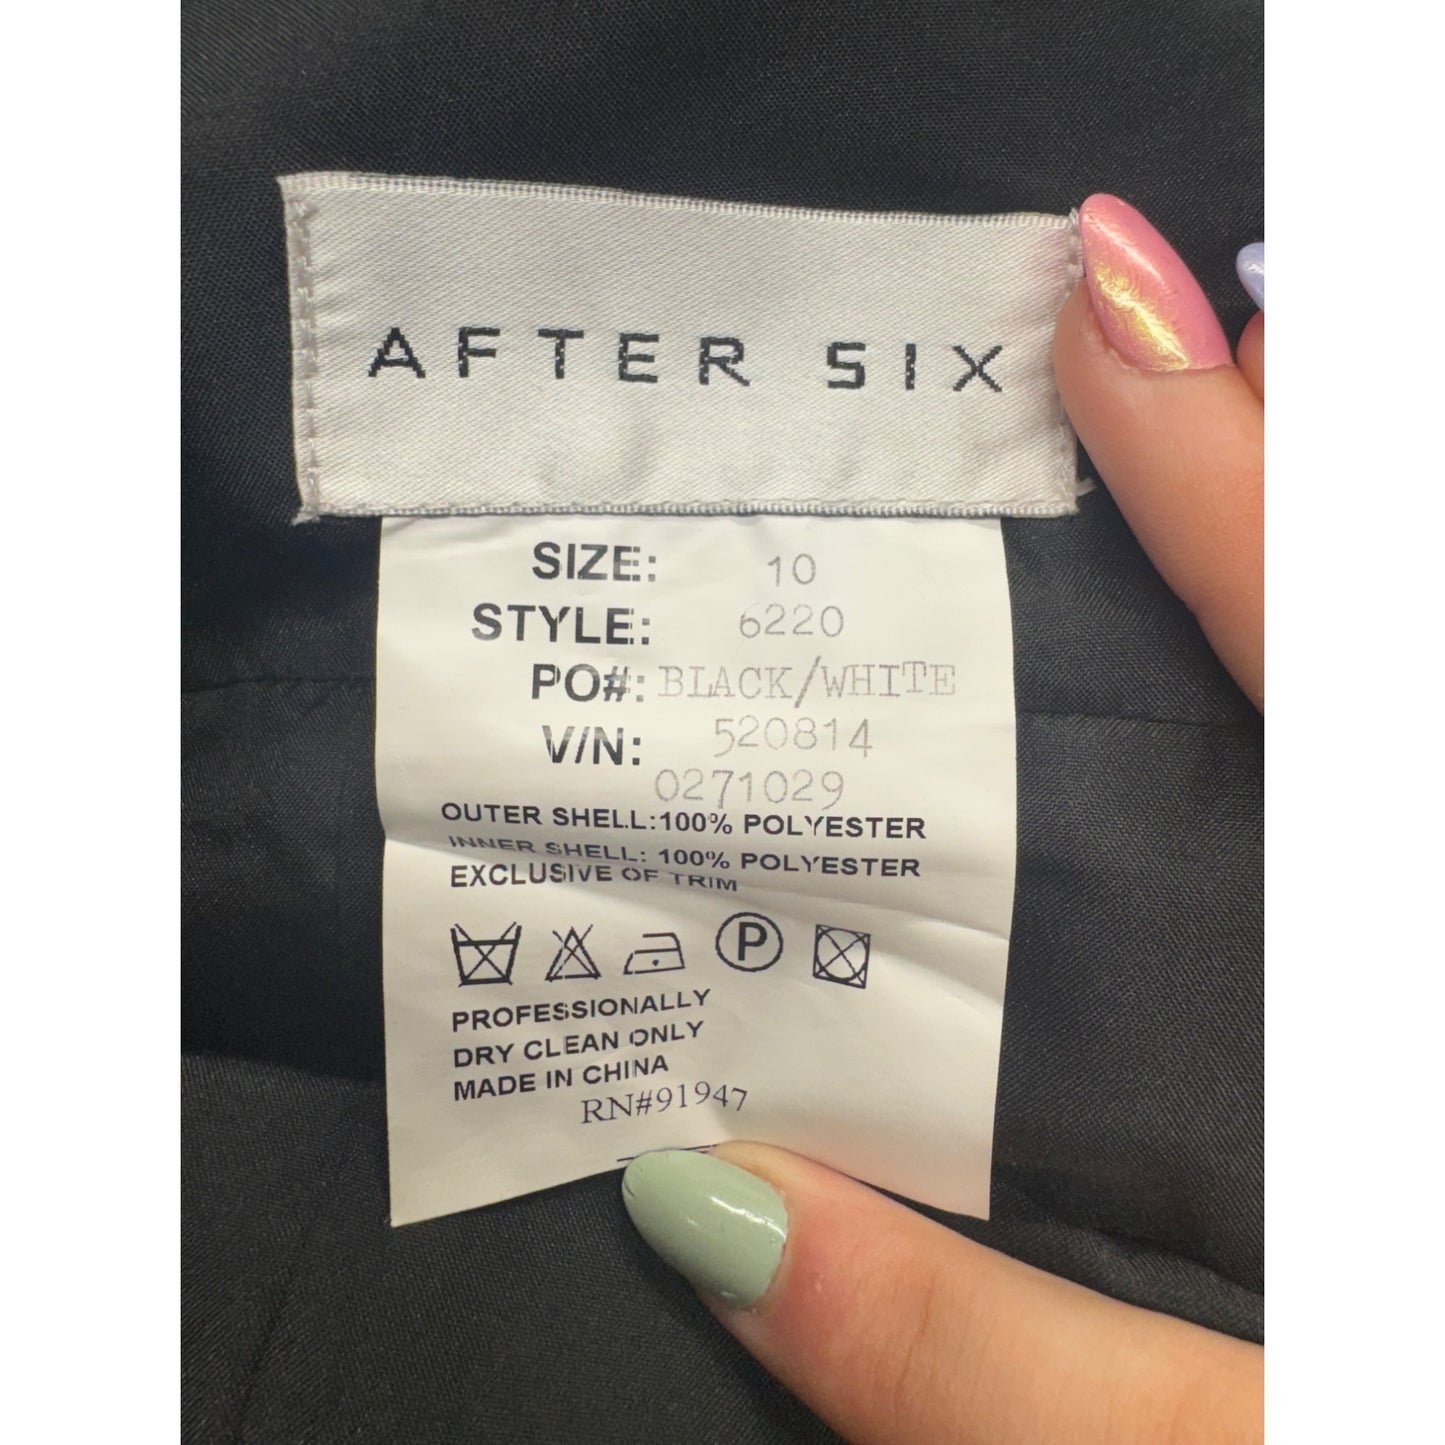 AFTER SIX
SIZE: 10
STYLE: 6220
PO#: BLACK/WHITE
V/N: 520814
0271029
OUTER SHELL:100% POLYESTER
INNER SHELL: 100% POLYESTER
EXCLUSIVE OF TRIM
P
PROFESSIONALLY
DRY CLEAN ONLY
MADE IN CHINA
RN#91947